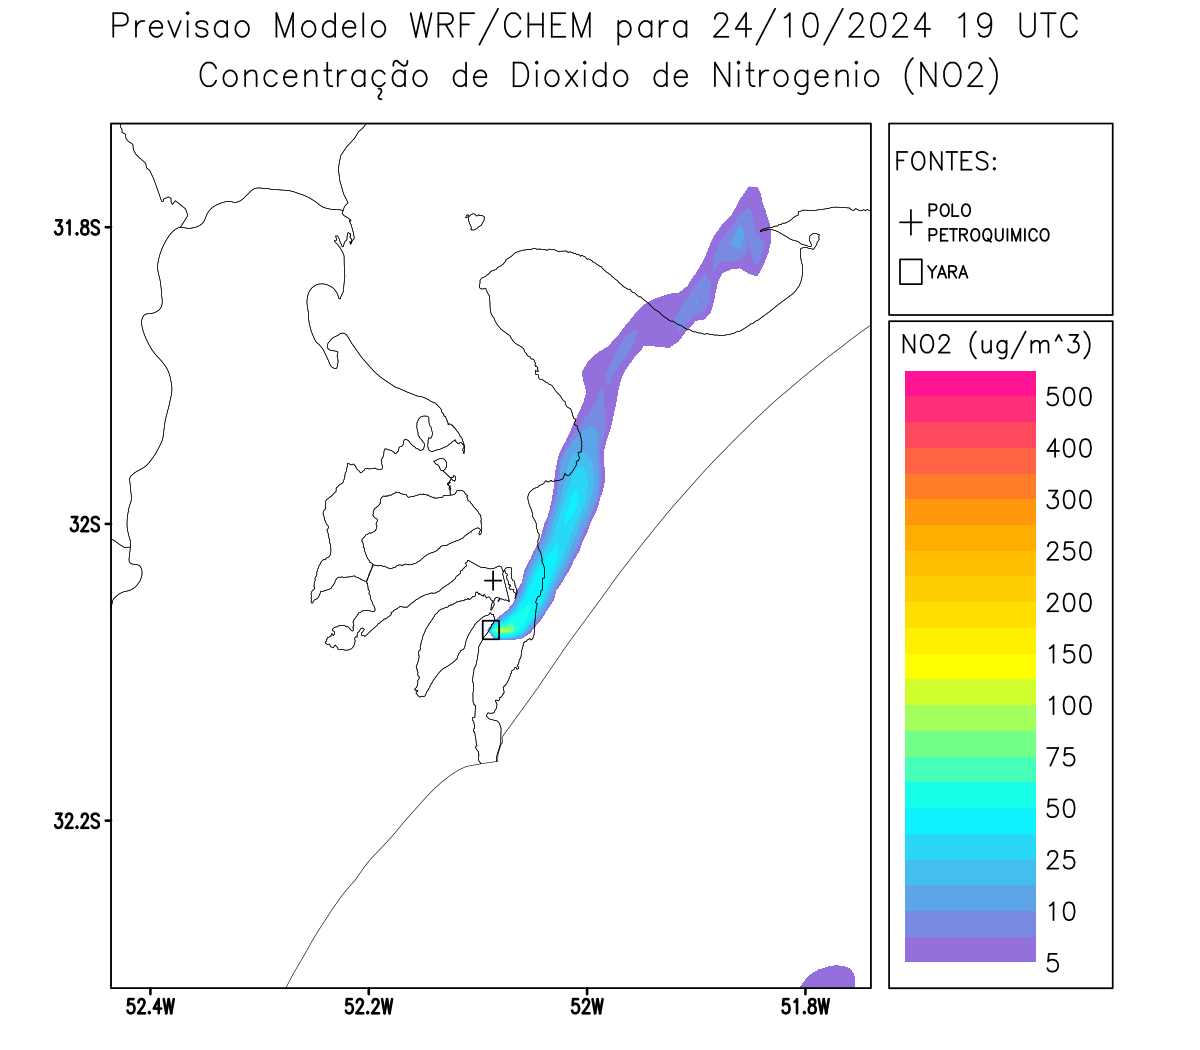 Previsao Modelo WRF/CHEM para 24/10/2024 19 UTC
Concentração de Dioxido de Nitrogenio (NO2)
FONTES:
POLO
PETROQUIMICO
YARA
NO2 (ug/m^3)
500
400
300
250
200
150
100
75
50
25
10
5
31.8S
32S
32.2S
52.4W
52.2W
52W
51.8W